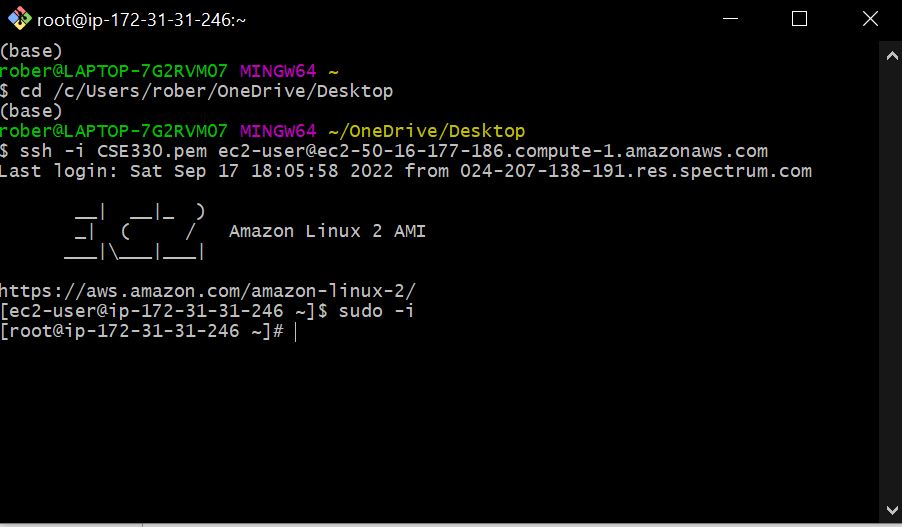 root@ip-172-31-31-246:~
(base)
rober@LAPTOP-7G2RVM07 MINGW64 ~
$ cd /c/Users/rober/OneDrive/Desktop
(base)
rober@LAPTOP-7G2RVM07 MINGW64 ~/OneDrive/Desktop
$ ssh -i CSE330.pem ec2-user@ec2-50-16-177-186.compute-1.amazonaws.com
Last login: Sat Sep 17 18:05:58 2022 from 024-207-138-191.res.spectrum.com
       __|  __|_  )
       _|  (     /   Amazon Linux 2 AMI
      ___|\___|___|
https://aws.amazon.com/amazon-linux-2/
[ec2-user@ip-172-31-31-246 ~]$ sudo -i
[root@ip-172-31-31-246 ~]#